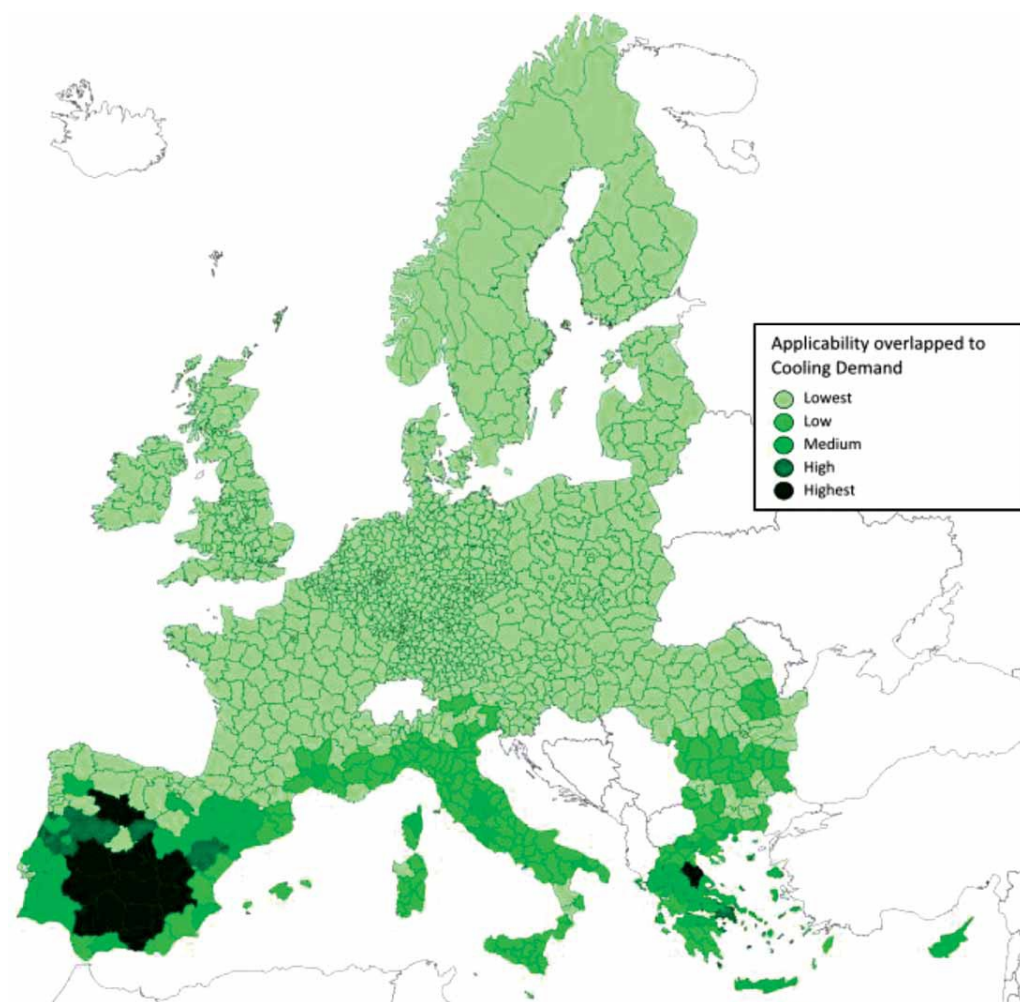 Applicability overlapped to
Cooling Demand
Lowest
Low
Medium
High
Highest